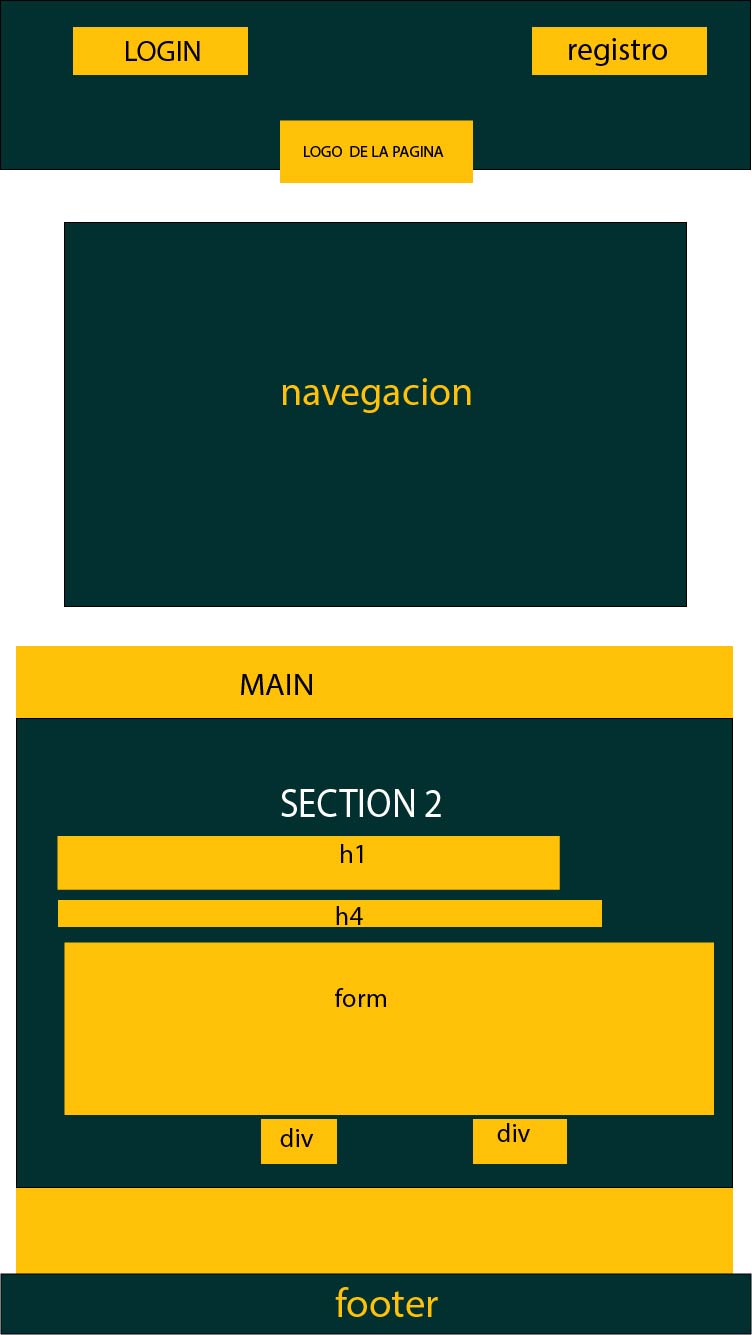 LOGIN
registro
LOGO DE LA PAGINA
navegacion
MAIN
SECTION 2
h1
h4
form
div
div
footer